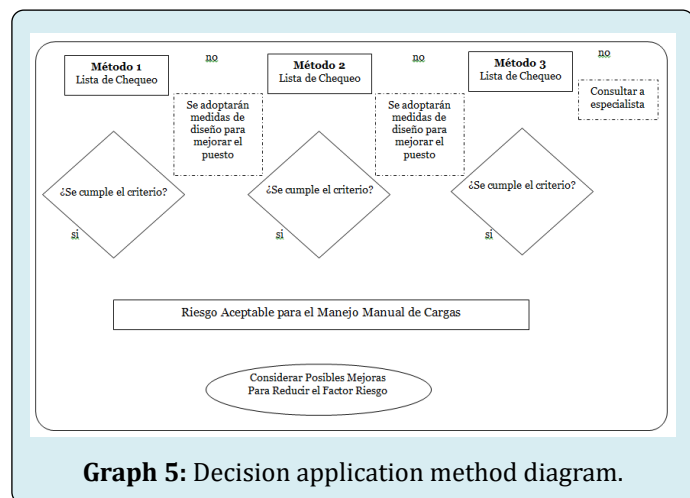 no
no
no
Método 1
Lista de Chequeo
Método 2
Lista de Chequeo
Método 3
Lista de Chequeo
Se adoptarán
medidas de
diseño para
mejorar el
puesto
Se adoptarán
medidas de
diseño para
mejorar el
puesto
Consultar a
especialista
¿Se cumple el criterio?
¿Se cumple el criterio?
¿Se cumple el criterio?
si
si
si
Riesgo Aceptable para el Manejo Manual de Cargas
Considerar Posibles Mejoras
Para Reducir el Factor Riesgo
Graph 5: Decision application method diagram.